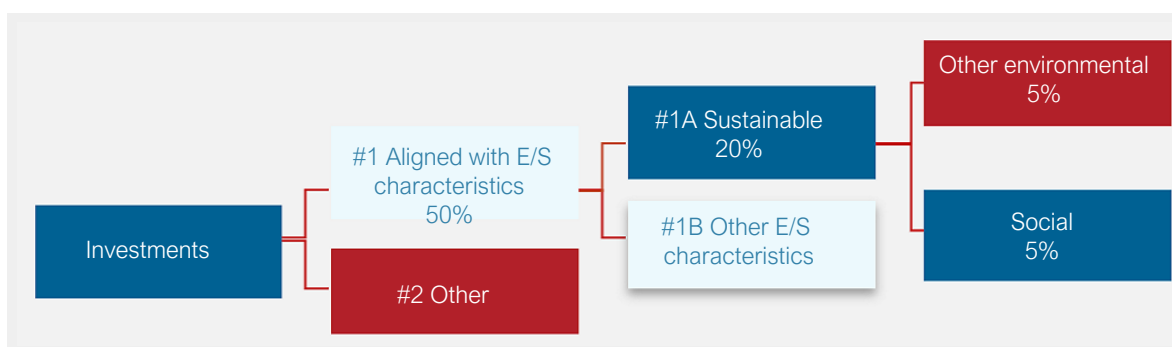 Investments
#1 Aligned with E/S
characteristics
50%
#2 Other
#1A Sustainable
20%
#1B Other E/S
characteristics
Other environmental
5%
Social
5%